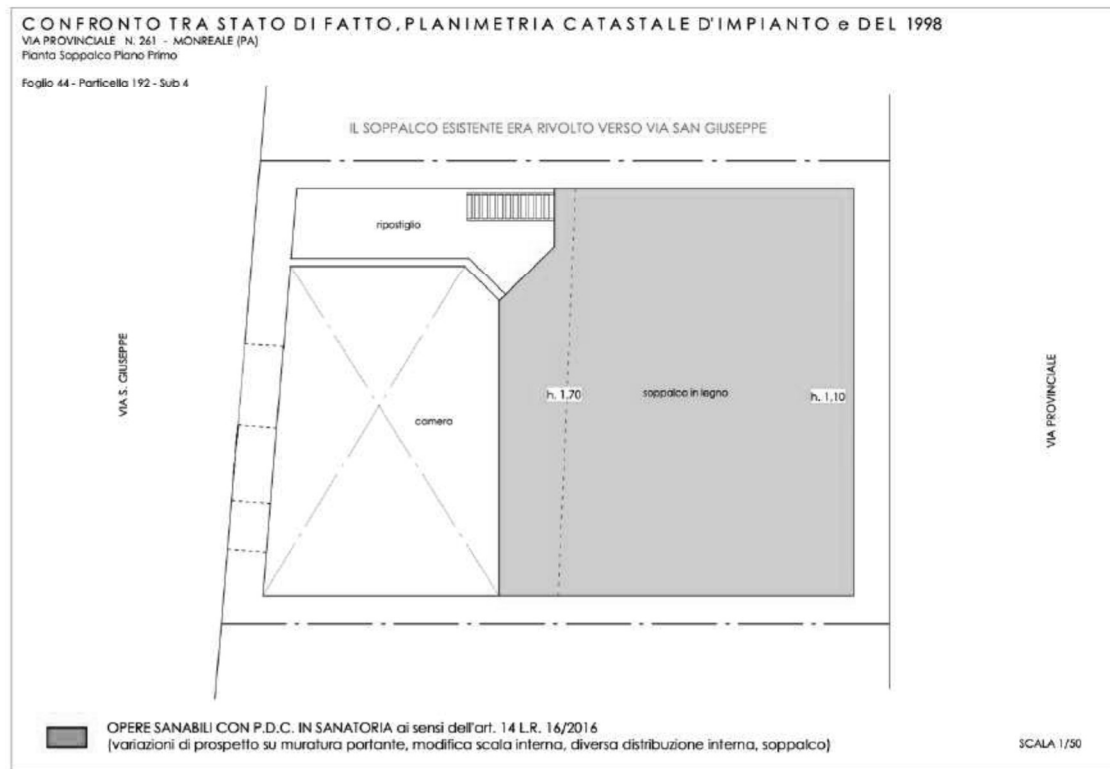 CONFRONTO TRA STATO DI FATTO, PLANIMETRIA CATASTALE D'IMPIANTO e DEL 1998
VIA PROVINCIALE N. 261 - MONREALE (PA)
Pianta Soppalco Piano Primo
Foglio 44 - Particella 192 - Sub 4
IL SOPPALCO ESISTENTE ERA RIVOLTO VERSO VIA SAN GIUSEPPE
ripostiglio
VIA S. GIUSEPPE
camera
h. 1,70
soppalco in legno
h. 1,10
VIA PROVINCIALE
OPERE SANABILI CON P.D.C. IN SANATORIA ai sensi dell'art. 14 L.R. 16/2016
(variazioni di prospetto su muratura portante, modifica scala interna, diversa distribuzione interna, soppalco)
SCALA 1/50